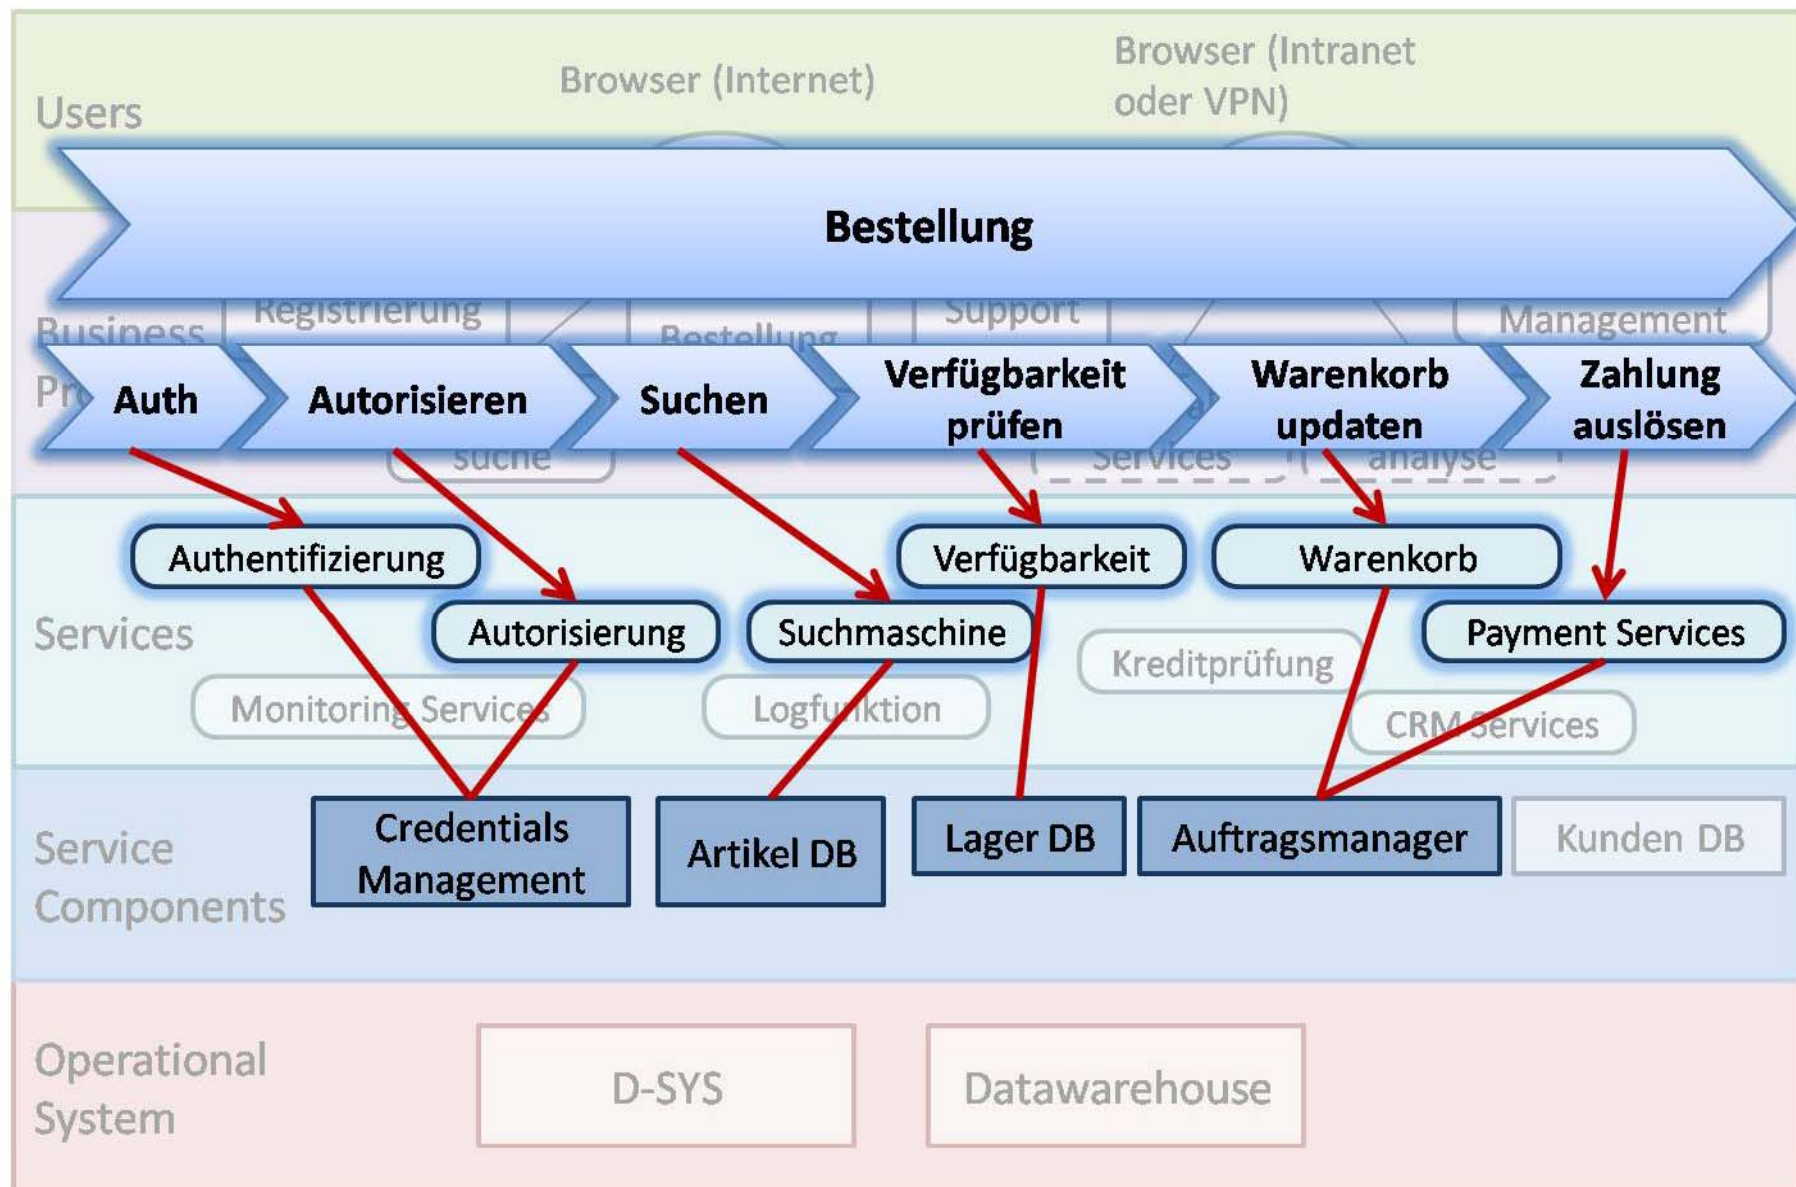 Browser (Internet)
Browser (Intranet
oder VPN)
Users
Bestellung
Registrierung
Bestellung
Support
Management
Business
Auth
Autorisieren
Suchen
Verfügbarkeit
prüfen
Warenkorb
updaten
Zahlung
auslösen
suche
Services
analyse
Authentifizierung
Verfügbarkeit
Warenkorb
Services
Autorisierung
Suchmaschine
Payment Services
Kreditprüfung
Monitoring Services
Logfunktion
CRM Services
Service
Components
Credentials
Management
Artikel DB
Lager DB
Auftragsmanager
Kunden DB
Operational
System
D-SYS
Datawarehouse